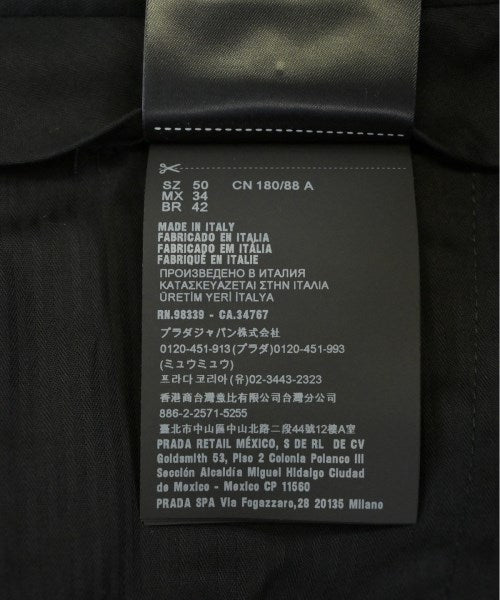 SZ 50 CN 180/88 A
MX 34
BR 42
MADE IN ITALY
FABRICADO EN ITALIA
FABRICADO EM ITÁLIA
FABRIQUÉ EN ITALIE
ПРОИЗВЕДЕНО В ИТАЛИЯ
ΚΑΤΑΣΚΕΥΑΖΕΤΑΙ ΣΤΗΝ ΙΤΑΛΙΑ
ÜRETİM YERİ İTALYA
RN.98339 - CA.34767
プラダジャパン株式会社
0120-451-913(プラダ)0120-451-993
(ミュウミュウ)
프라다 코리아(유) 02-3443-2323
香港商台灣惫比有限公司台灣分公司
886-2-2571-5255
臺北市中山區中山北路二段44號12樓A室
PRADA RETAIL MÉXICO, S DE RL DE CV
Goldsmith 53, Piso 2 Colonia Polanco III
Sección Alcaldía Miguel Hidalgo Ciudad
de Mexico - Mexico CP 11560
PRADA SPA Via Fogazzaro,28 20135 Milano